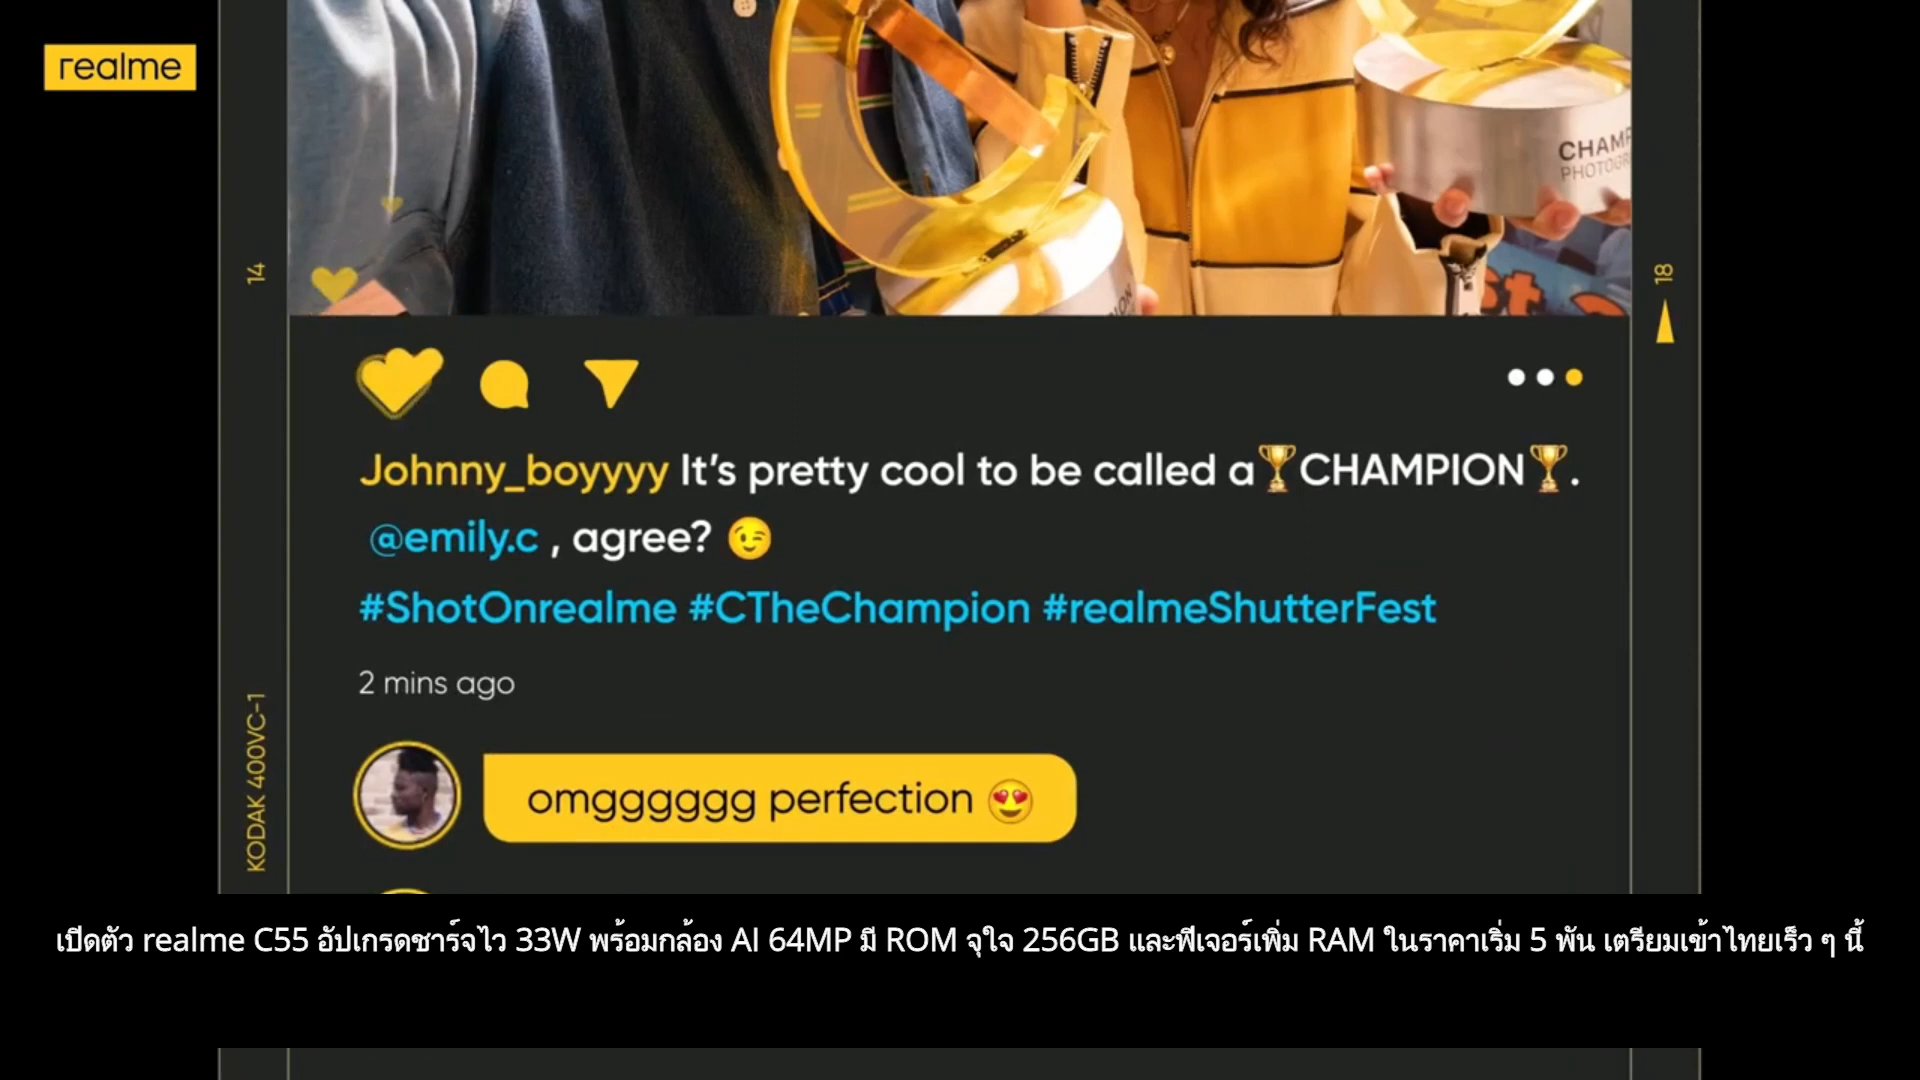 realme
CHAMP
PHOTOGR
14
18
Johnny_boyyyy It's pretty cool to be called a🏆CHAMPION🏆.
@emily.c , agree? 😉
#ShotOnrealme #CTheChampion #realmeShutterFest
2 mins ago
KODAK 400VC-1
omgggggg perfection 😍
เปิดตัว realme C55 อัปเกรดชาร์จไว 33W พร้อมกล้อง AI 64MP มี ROM จุใจ 256GB และฟีเจอร์เพิ่ม RAM ในราคาเริ่ม 5 พัน เตรียมเข้าไทยเร็ว ๆ นี้